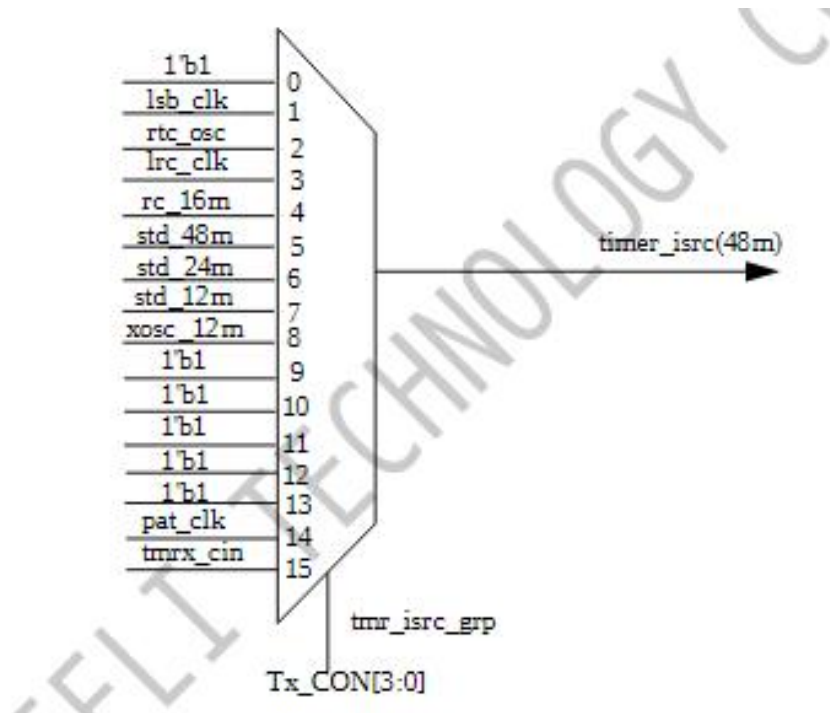 1'b1
0
lsb_clk
1
rtc_osc
2
lrc_clk
3
rc_16m
4
std_48m
5
std_24m
6
std_12m
7
xosc_12m
8
1'b1
9
1'b1
10
1'b1
11
1'b1
12
1'b1
13
pat_clk
14
tmrx_cin
15
timer_isrc(48m)
tmr_isrc_grp
Tx_CON[3:0]
TECHNOLOGY